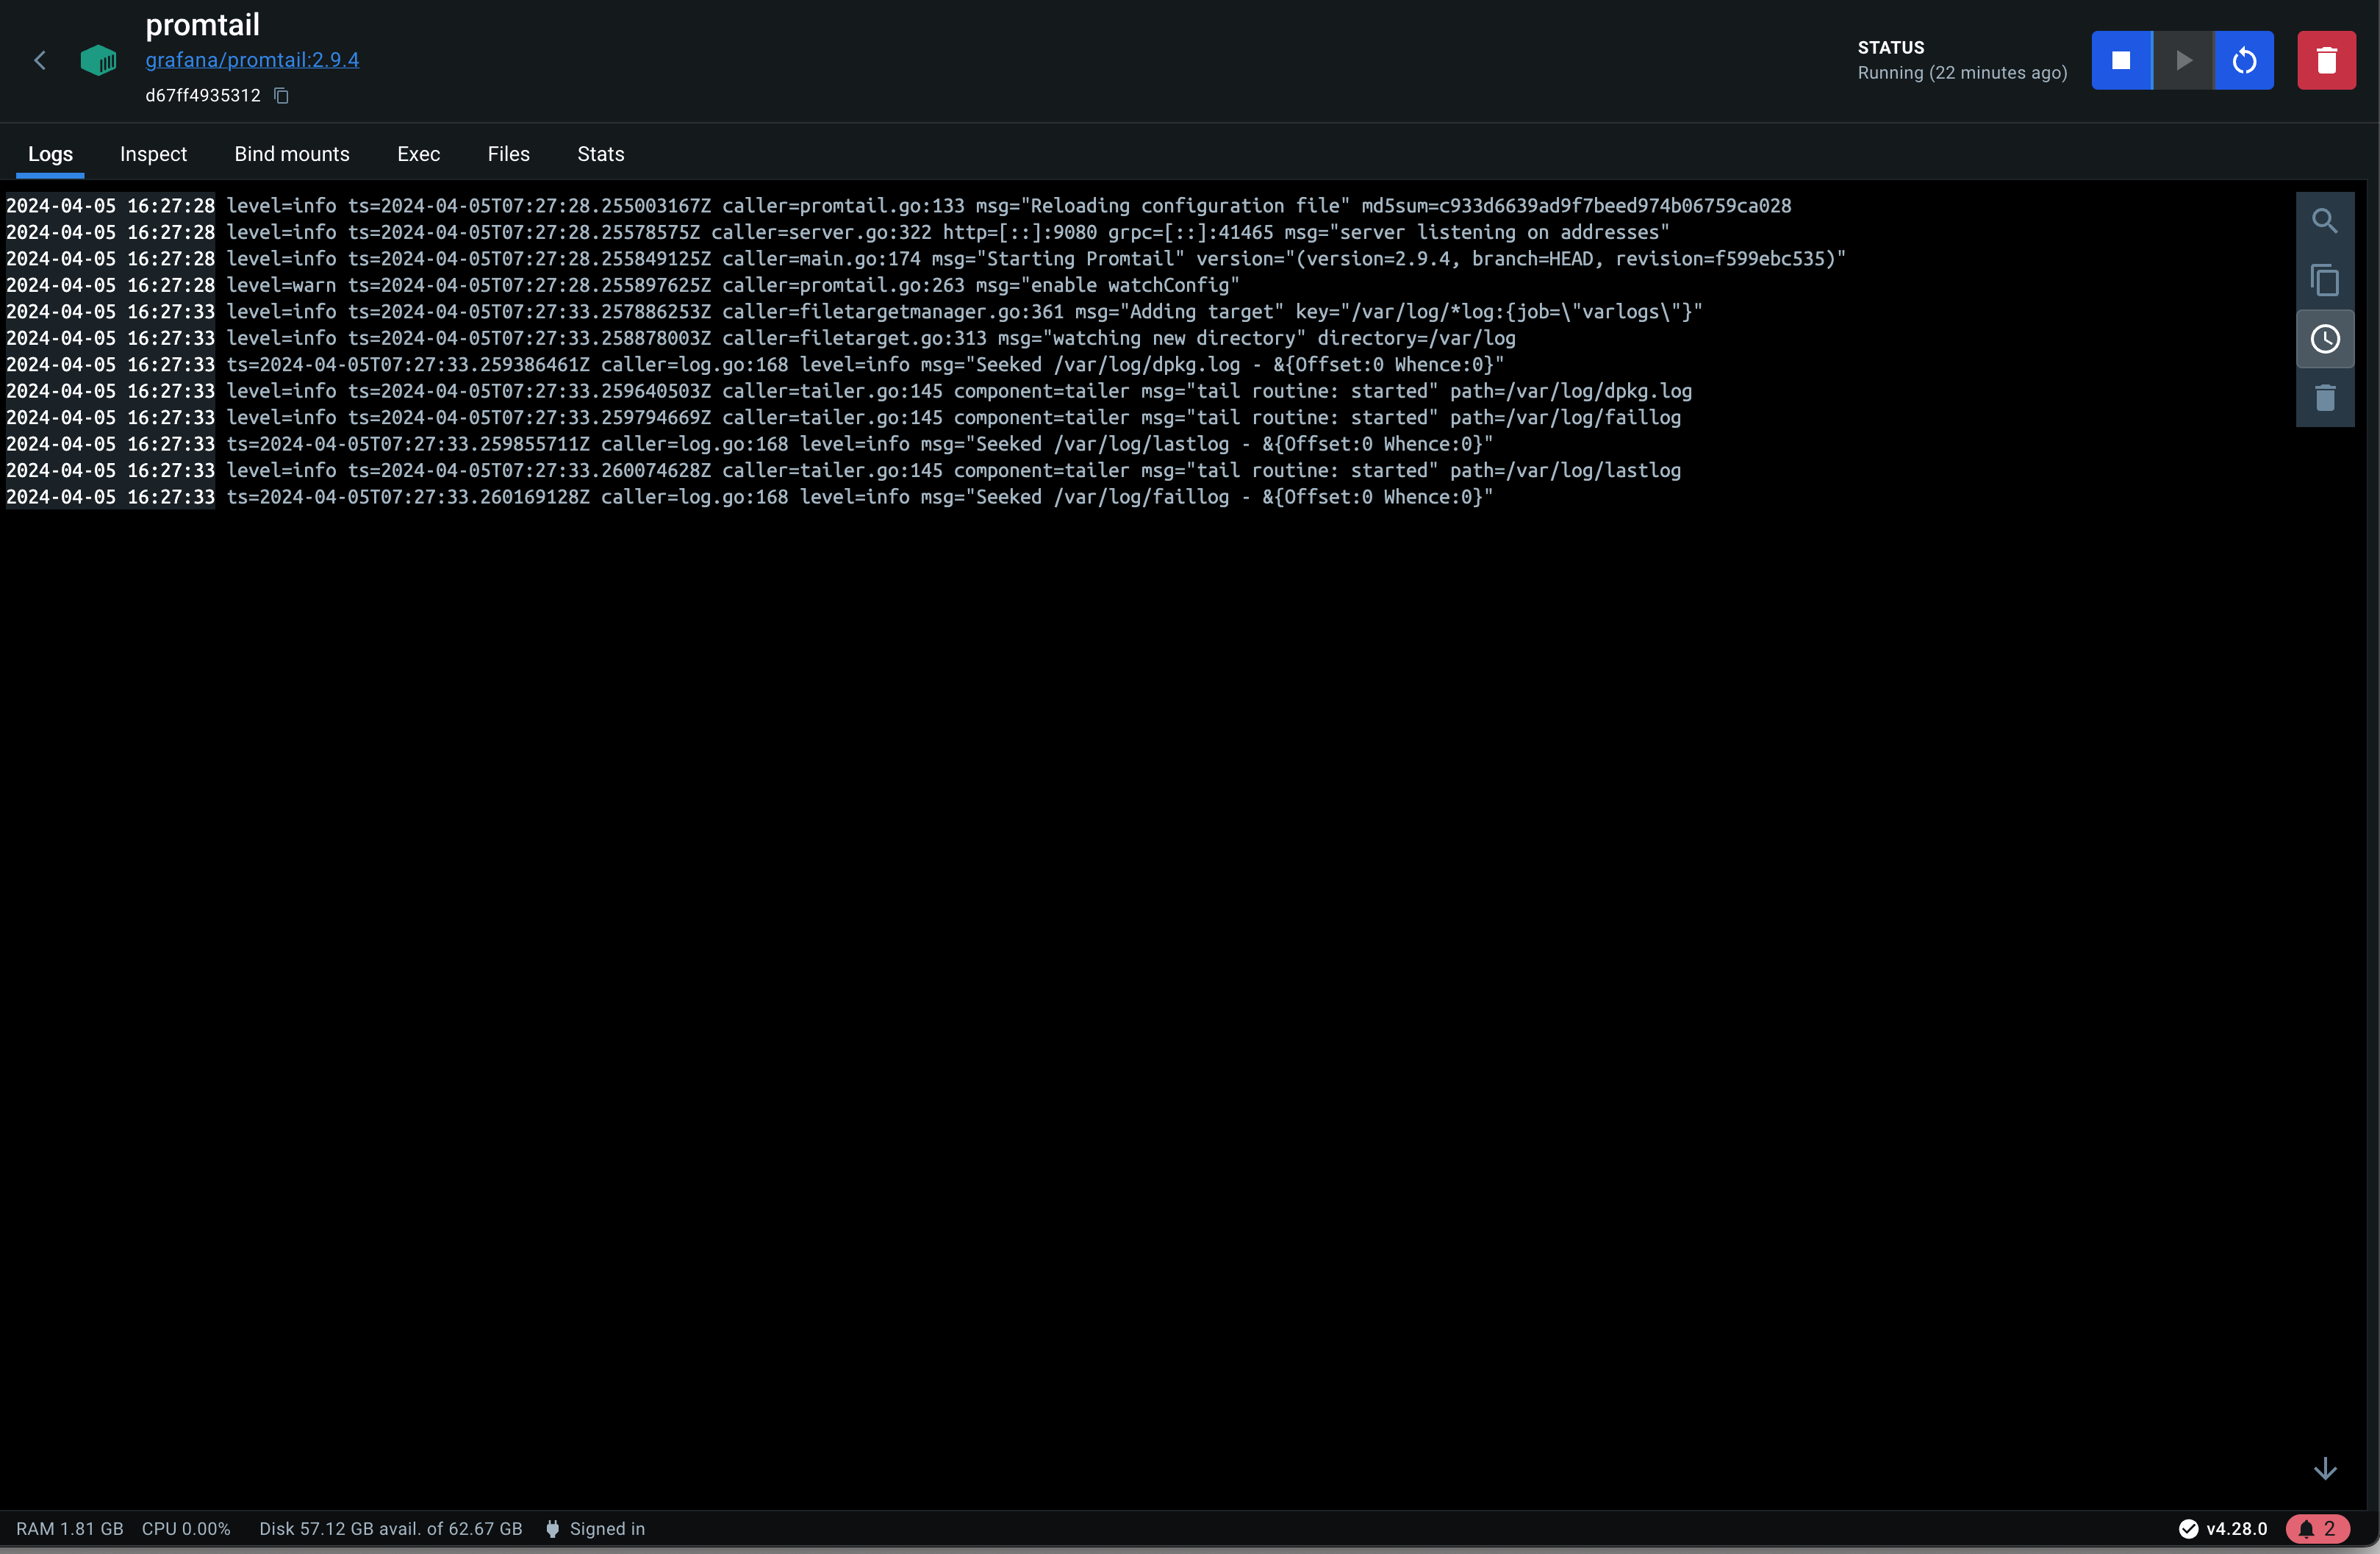 promtail
grafana/promtail:2.9.4
d67ff4935312
STATUS
Running (22 minutes ago)
Logs Inspect Bind mounts Exec Files Stats
2024-04-05 16:27:28 level=info ts=2024-04-05T07:27:28.255003167Z caller=promtail.go:133 msg="Reloading configuration file" md5sum=c933d6639ad9f7beed974b06759ca028
2024-04-05 16:27:28 level=info ts=2024-04-05T07:27:28.25578575Z caller=server.go:322 http=[::]:9080 grpc=[::]:41465 msg="server listening on addresses"
2024-04-05 16:27:28 level=info ts=2024-04-05T07:27:28.255849125Z caller=main.go:174 msg="Starting Promtail" version="(version=2.9.4, branch=HEAD, revision=f599ebc535)"
2024-04-05 16:27:28 level=warn ts=2024-04-05T07:27:28.255897625Z caller=promtail.go:263 msg="enable watchConfig"
2024-04-05 16:27:33 level=info ts=2024-04-05T07:27:33.257886253Z caller=filetargetmanager.go:361 msg="Adding target" key="/var/log/*log:{job=\"varlogs\"}"
2024-04-05 16:27:33 level=info ts=2024-04-05T07:27:33.258878003Z caller=filetarget.go:313 msg="watching new directory" directory=/var/log
2024-04-05 16:27:33 ts=2024-04-05T07:27:33.259386461Z caller=log.go:168 level=info msg="Seeked /var/log/dpkg.log - &{Offset:0 Whence:0}"
2024-04-05 16:27:33 level=info ts=2024-04-05T07:27:33.259640503Z caller=tailer.go:145 component=tailer msg="tail routine: started" path=/var/log/dpkg.log
2024-04-05 16:27:33 level=info ts=2024-04-05T07:27:33.259794669Z caller=tailer.go:145 component=tailer msg="tail routine: started" path=/var/log/faillog
2024-04-05 16:27:33 ts=2024-04-05T07:27:33.259855711Z caller=log.go:168 level=info msg="Seeked /var/log/lastlog - &{Offset:0 Whence:0}"
2024-04-05 16:27:33 level=info ts=2024-04-05T07:27:33.260074628Z caller=tailer.go:145 component=tailer msg="tail routine: started" path=/var/log/lastlog
2024-04-05 16:27:33 ts=2024-04-05T07:27:33.260169128Z caller=log.go:168 level=info msg="Seeked /var/log/faillog - &{Offset:0 Whence:0}"
RAM 1.81 GB CPU 0.00% Disk 57.12 GB avail. of 62.67 GB Signed in v4.28.0 2